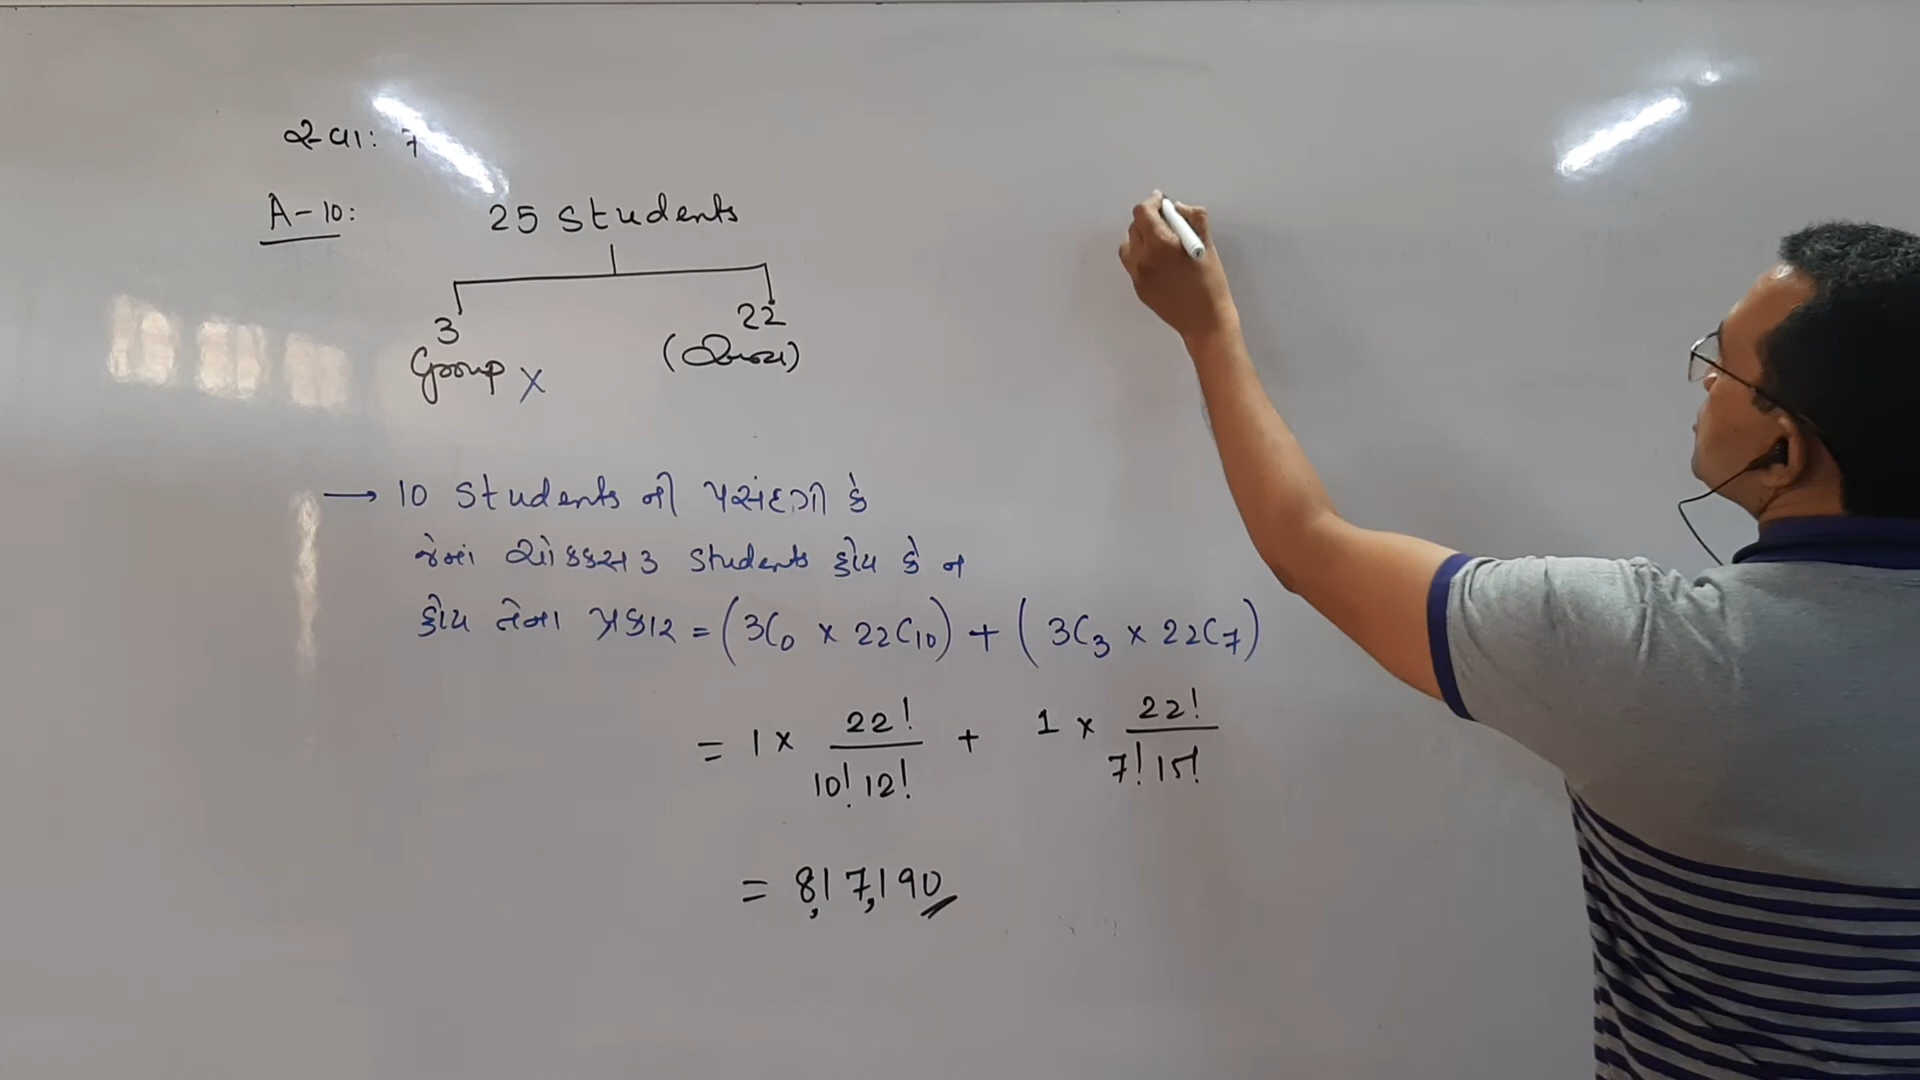 સ્વા: 7
A-10: 25 Students
3 22
Group X (અન્ય)
→ 10 Students ની પસંદગી કે
જેમાં ચોક્કસ 3 students હોય કે ન
હોય તેના પ્રકાર = (3C₀ × 22C₁₀) + (3C₃ × 22C₇)
= 1 × 22!/10! 12! + 1 × 22!/7! 15!
= 8,17,190